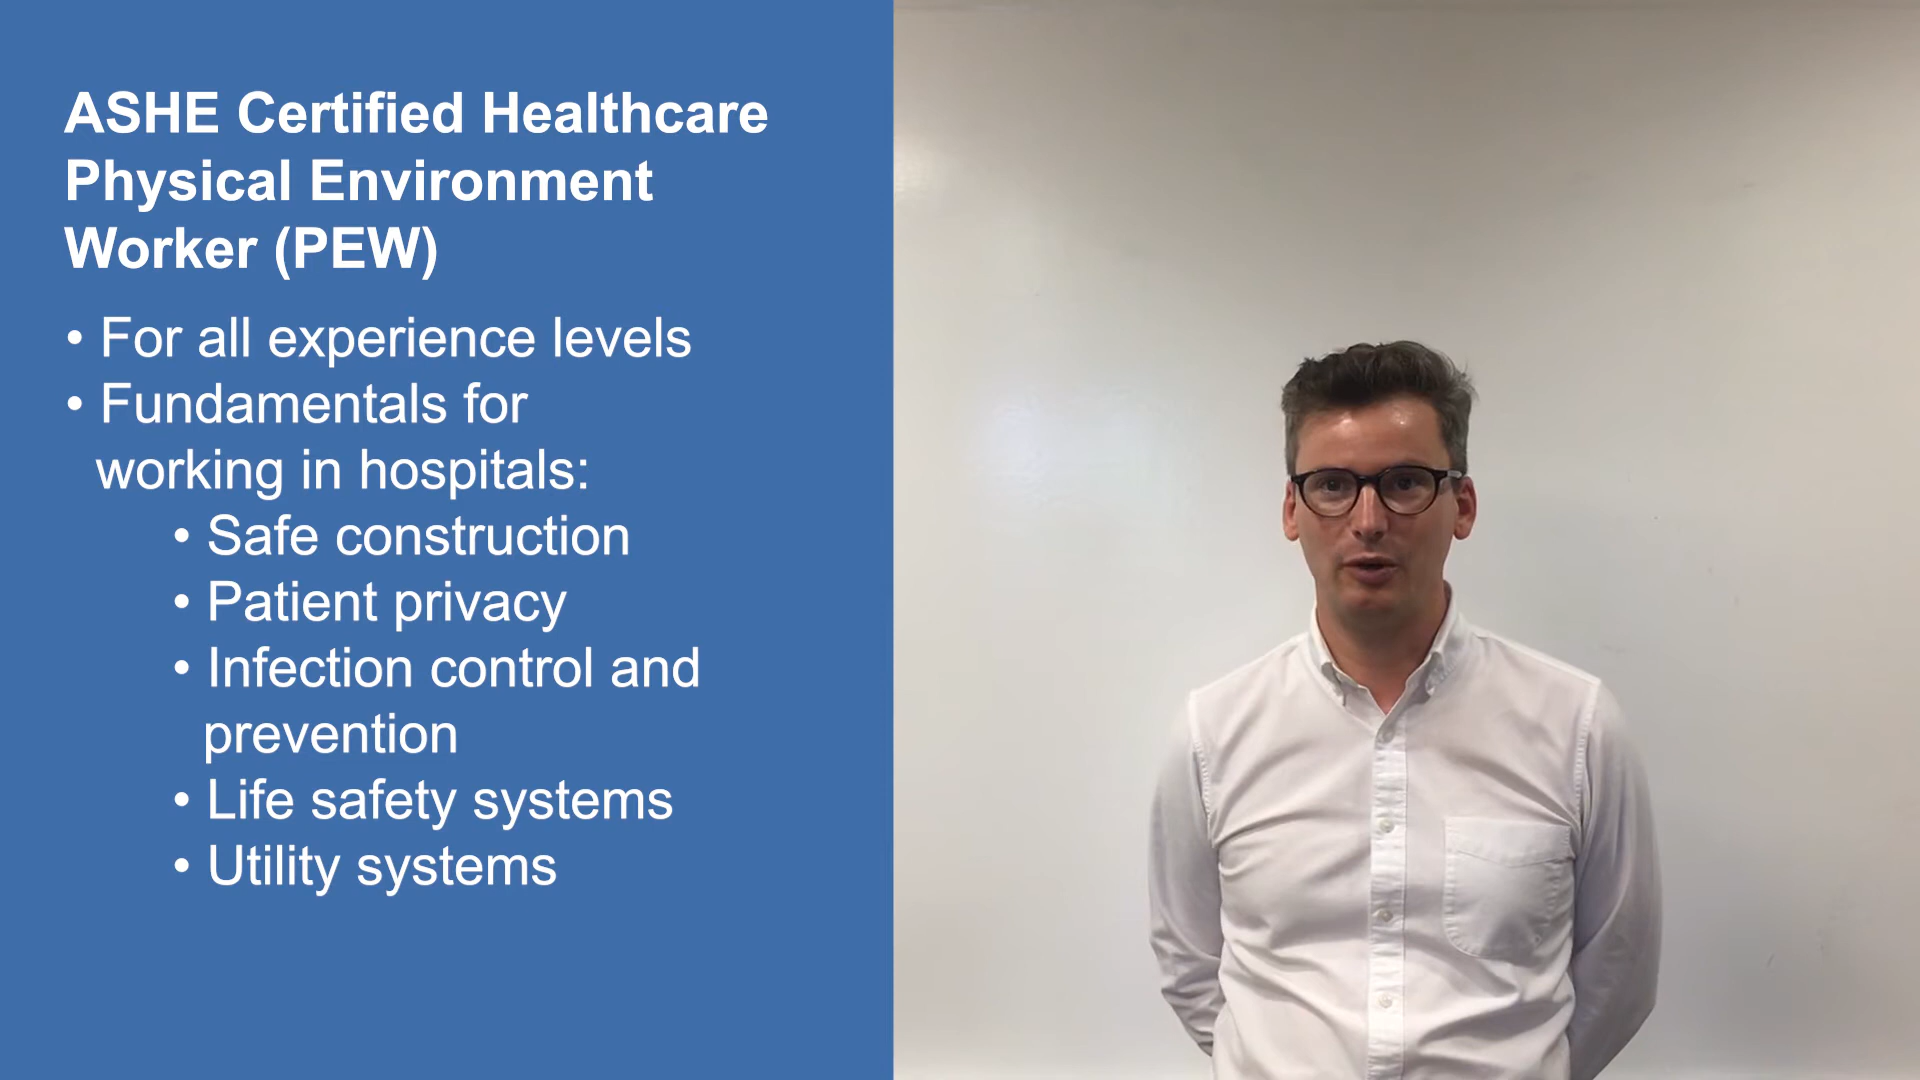 ASHE Certified Healthcare
Physical Environment
Worker (PEW)
• For all experience levels
• Fundamentals for
working in hospitals:
• Safe construction
• Patient privacy
• Infection control and
prevention
• Life safety systems
• Utility systems